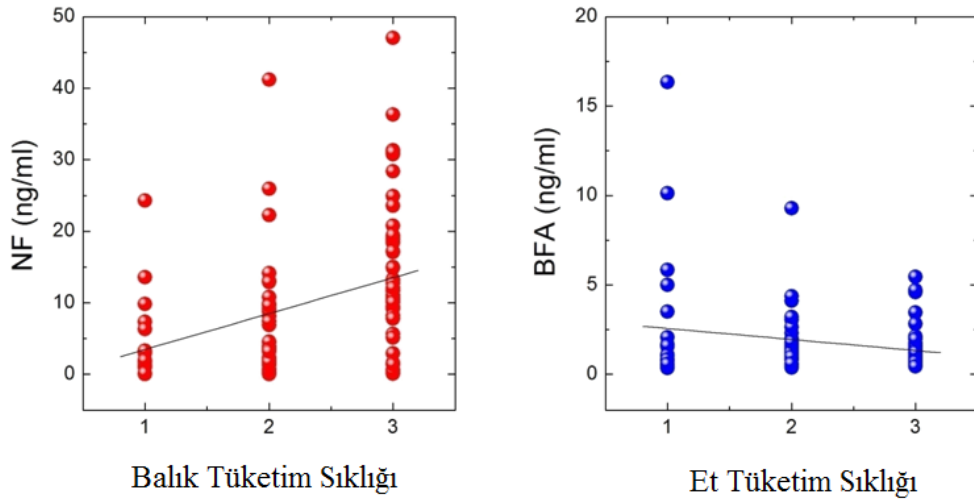 50
40
30
20
10
0
NF (ng/ml)
1 2 3
Balık Tüketim Sıklığı
20
15
10
5
0
BFA (ng/ml)
1 2 3
Et Tüketim Sıklığı